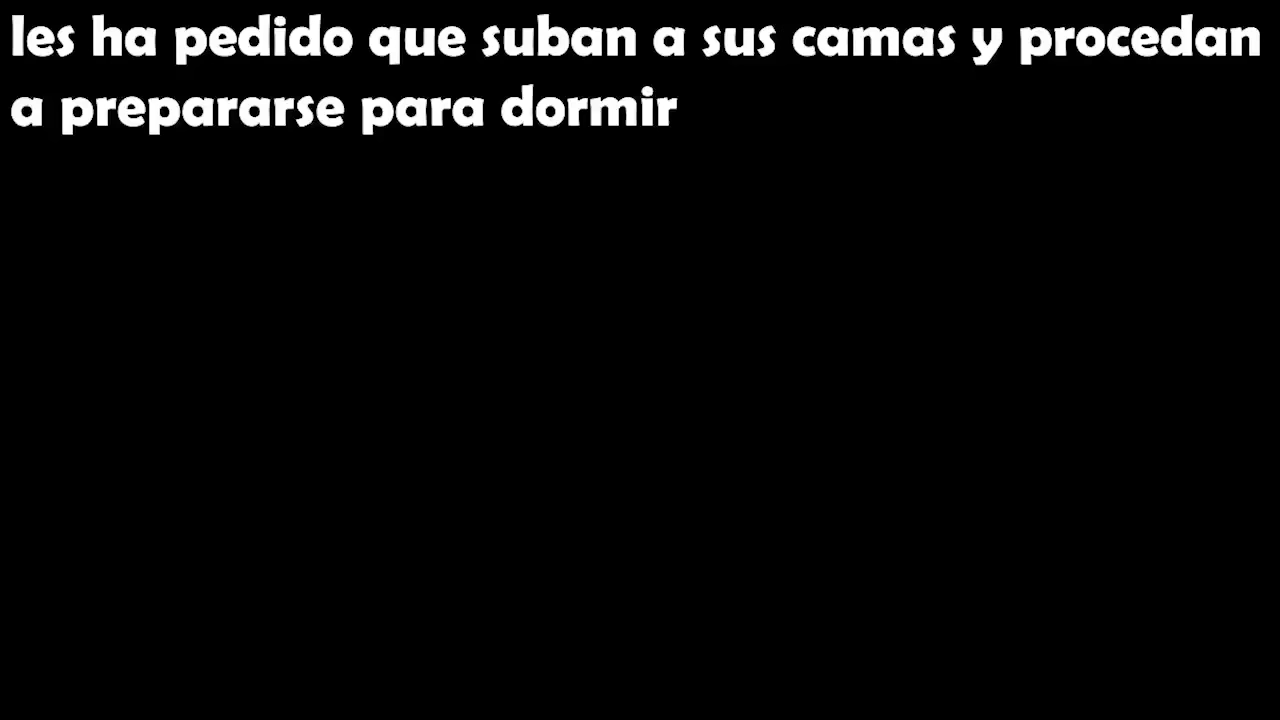 les ha pedido que suban a sus camas y procedan
a prepararse para dormir